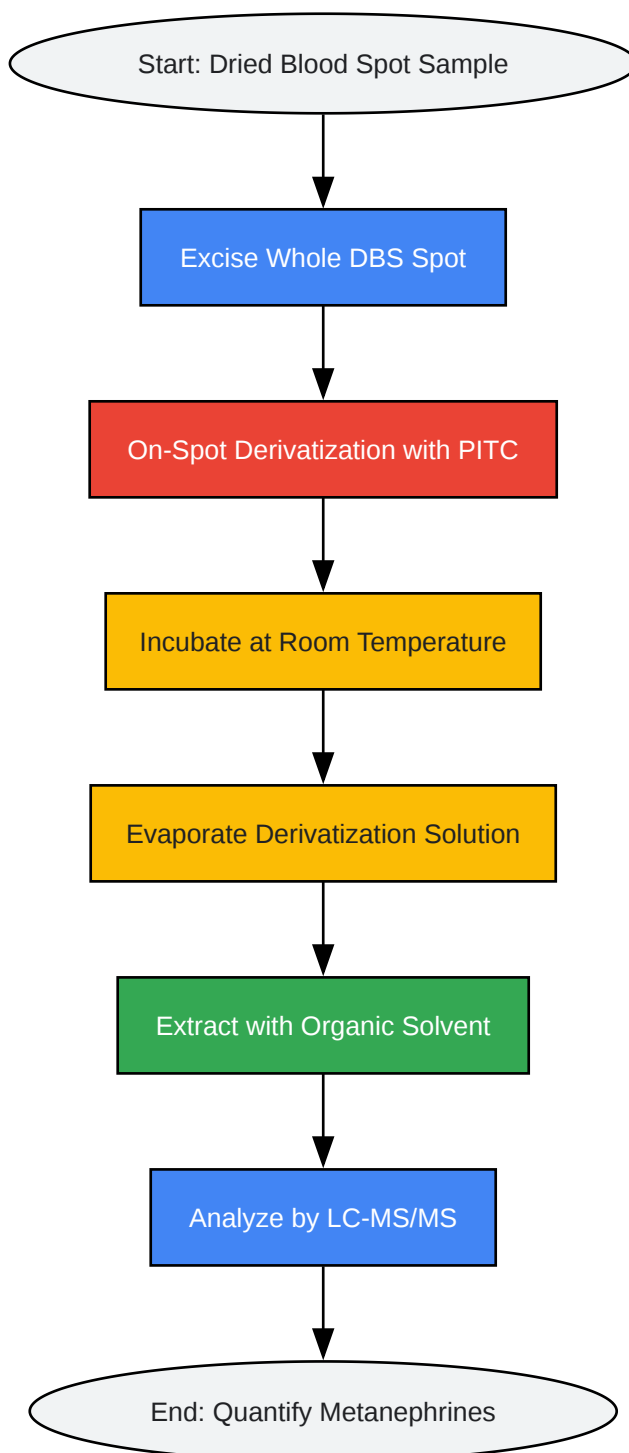 Start: Dried Blood Spot Sample
Excise Whole DBS Spot
On-Spot Derivatization with PITC
Incubate at Room Temperature
Evaporate Derivatization Solution
Extract with Organic Solvent
Analyze by LC-MS/MS
End: Quantify Metanephrines